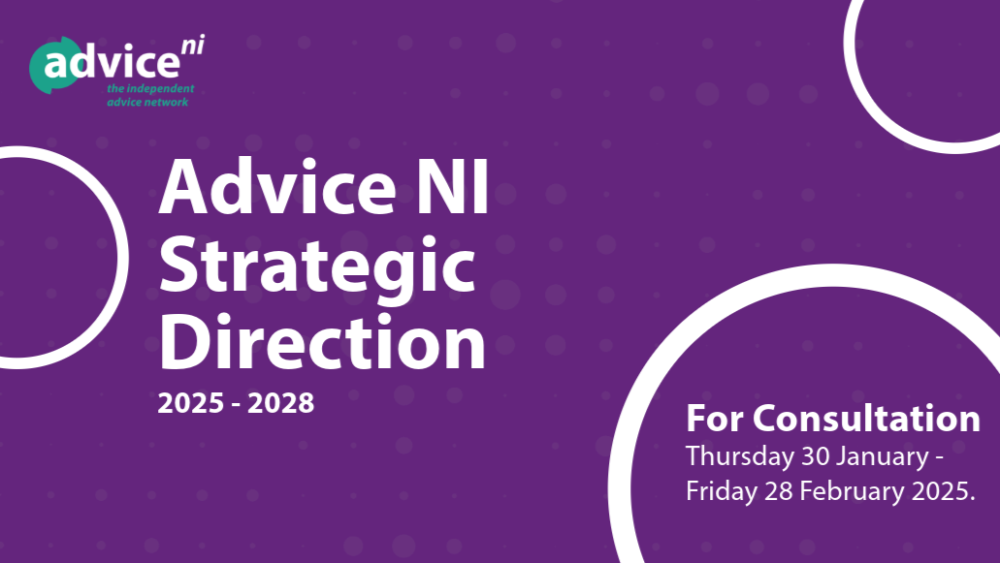 advice ni
the independent
advice network
Advice NI
Strategic
Direction
2025 - 2028
For Consultation
Thursday 30 January -
Friday 28 February 2025.